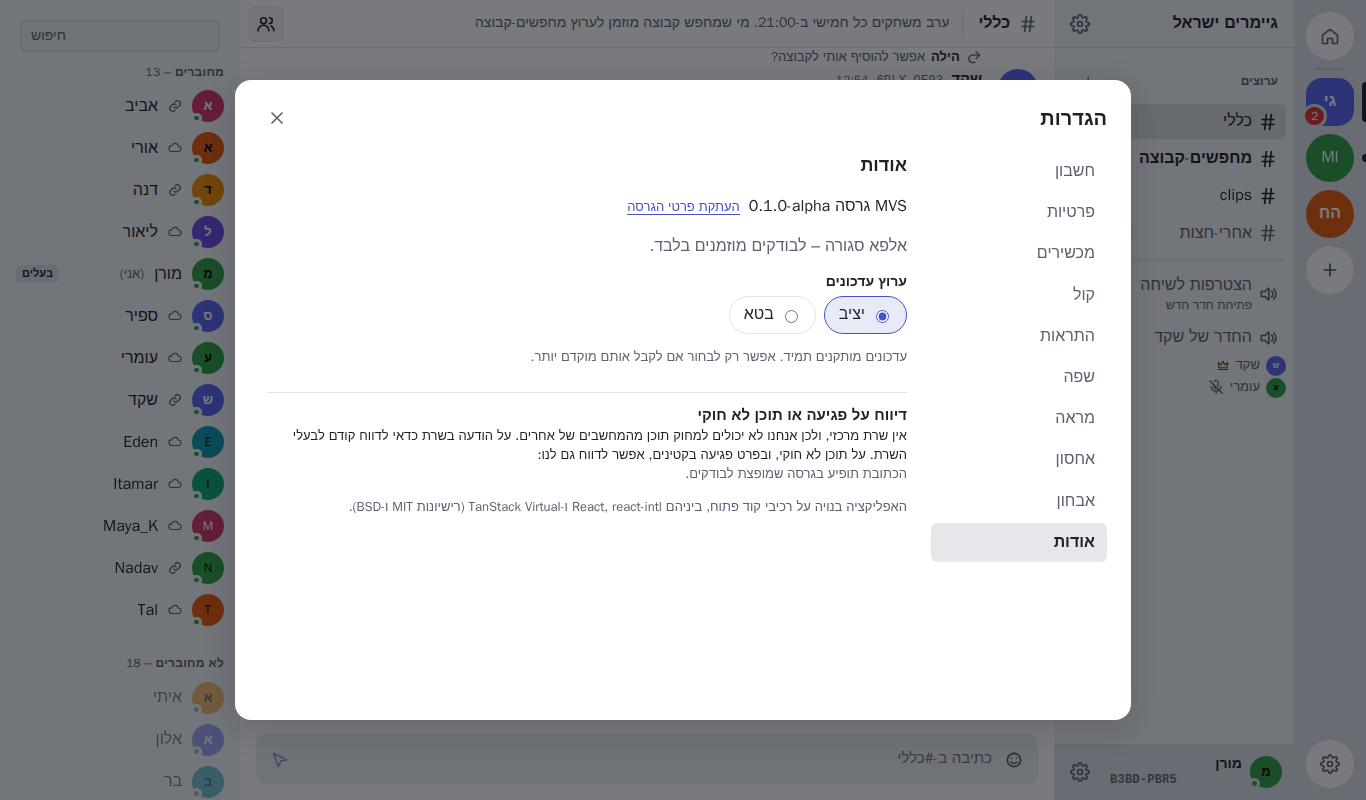 גיימרים ישראל
כללי
ערב משחקים כל חמישי ב-21:00. מי שמחפש קבוצה מוזמן לערוץ מחפשים-קבוצה
חיפוש
הילה אפשר להוסיף אותי לקבוצה?
ערוצים
גי
2
MI
הח
כללי
מחפשים-קבוצה
clips
אחרי-חצות
הצטרפות לשיחה
פתיחת חדר חדש
החדר של שקד
ש שקד
ע עומרי
מ מורן
B3BD-PBR5
הגדרות
חשבון
פרטיות
מכשירים
קול
התראות
שפה
מראה
אחסון
אבחון
אודות
אודות
MVS גרסה 0.1.0-alpha העתקת פרטי הגרסה
אלפא סגורה – לבודקים מוזמנים בלבד.
ערוץ עדכונים
יציב
בטא
עדכונים מותקנים תמיד. אפשר רק לבחור אם לקבל אותם מוקדם יותר.
דיווח על פגיעה או תוכן לא חוקי
אין שרת מרכזי, ולכן אנחנו לא יכולים למחוק תוכן מהמחשבים של אחרים. על הודעה בשרת כדאי לדווח קודם לבעלי
השרת. על תוכן לא חוקי, ובפרט פגיעה בקטינים, אפשר לדווח גם לנו:
הכתובת תופיע בגרסה שמופצת לבודקים.
האפליקציה בנויה על רכיבי קוד פתוח, ביניהם React, react-intl ו-TanStack Virtual (רישיונות MIT ו-BSD).
כתיבה ב-#כללי
מחוברים – 13
א אביב
א אורי
ד דנה
ל ליאור
מ מורן (אני) בעלים
ס ספיר
ע עומרי
ש שקד
E Eden
I Itamar
M Maya_K
N Nadav
T Tal
לא מחוברים – 18
א איתי
א אלון
ב בר